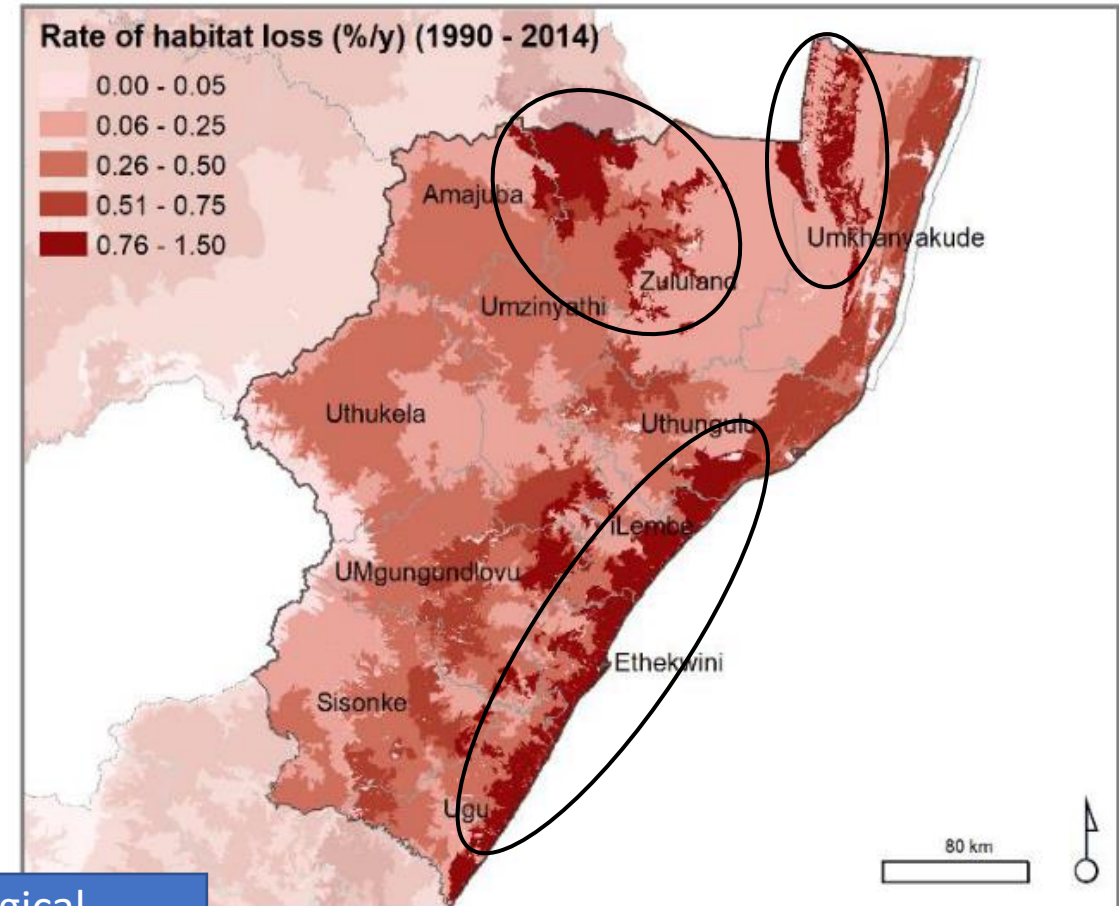 Rate of habitat loss (%/y) (1990 - 2014)
0.00 - 0.05
0.06 - 0.25
0.26 - 0.50
0.51 - 0.75
0.76 - 1.50
Amajuba
Umkhanyakude
Zululand
Umzinyathi
Uthukela
Uthungulu
iLembe
UMgungundlovu
Ethekwini
Sisonke
Ugu
80 km